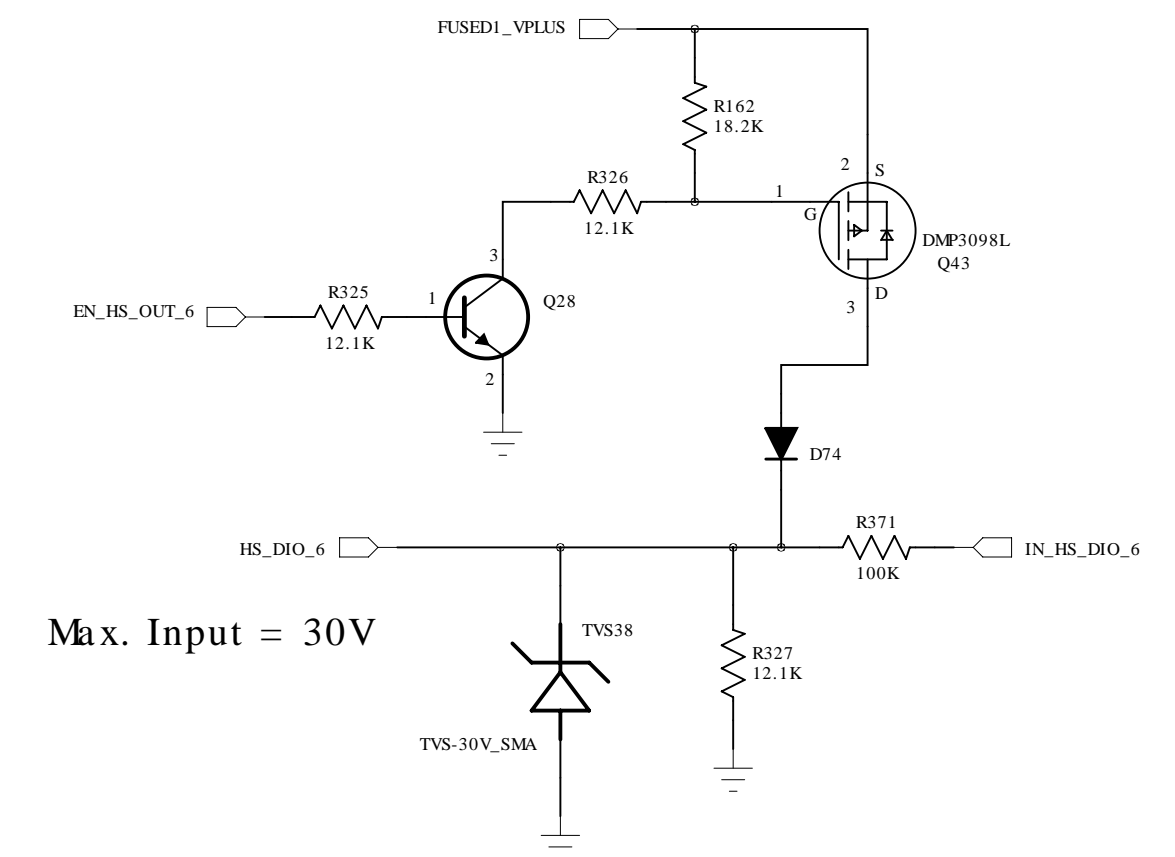 FUSED1_VPLUS
R162
18.2K
R326
12.1K
2
S
1
G
DMP3098L
Q43
D
3
3
EN_HS_OUT_6
R325
12.1K
1
Q28
2
D74
HS_DIO_6
R371
100K
IN_HS_DIO_6
Max. Input = 30V
TVS38
R327
12.1K
TVS-30V_SMA